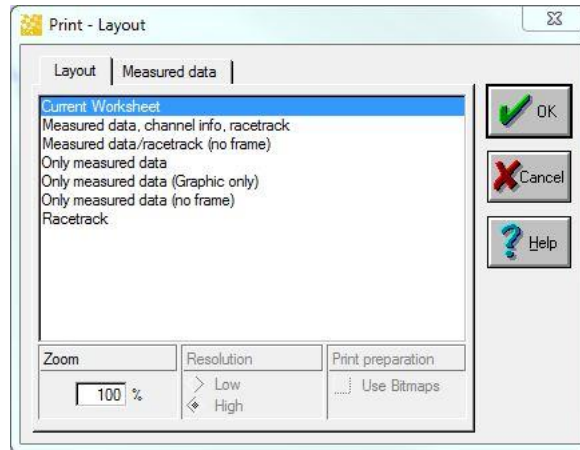 Print - Layout
Layout
Measured data
Current Worksheet
Measured data, channel info, racetrack
Measured data/racetrack (no frame)
Only measured data
Only measured data (Graphic only)
Only measured data (no frame)
Racetrack
OK
Cancel
Help
Zoom
100 %
Resolution
Low
High
Print preparation
Use Bitmaps